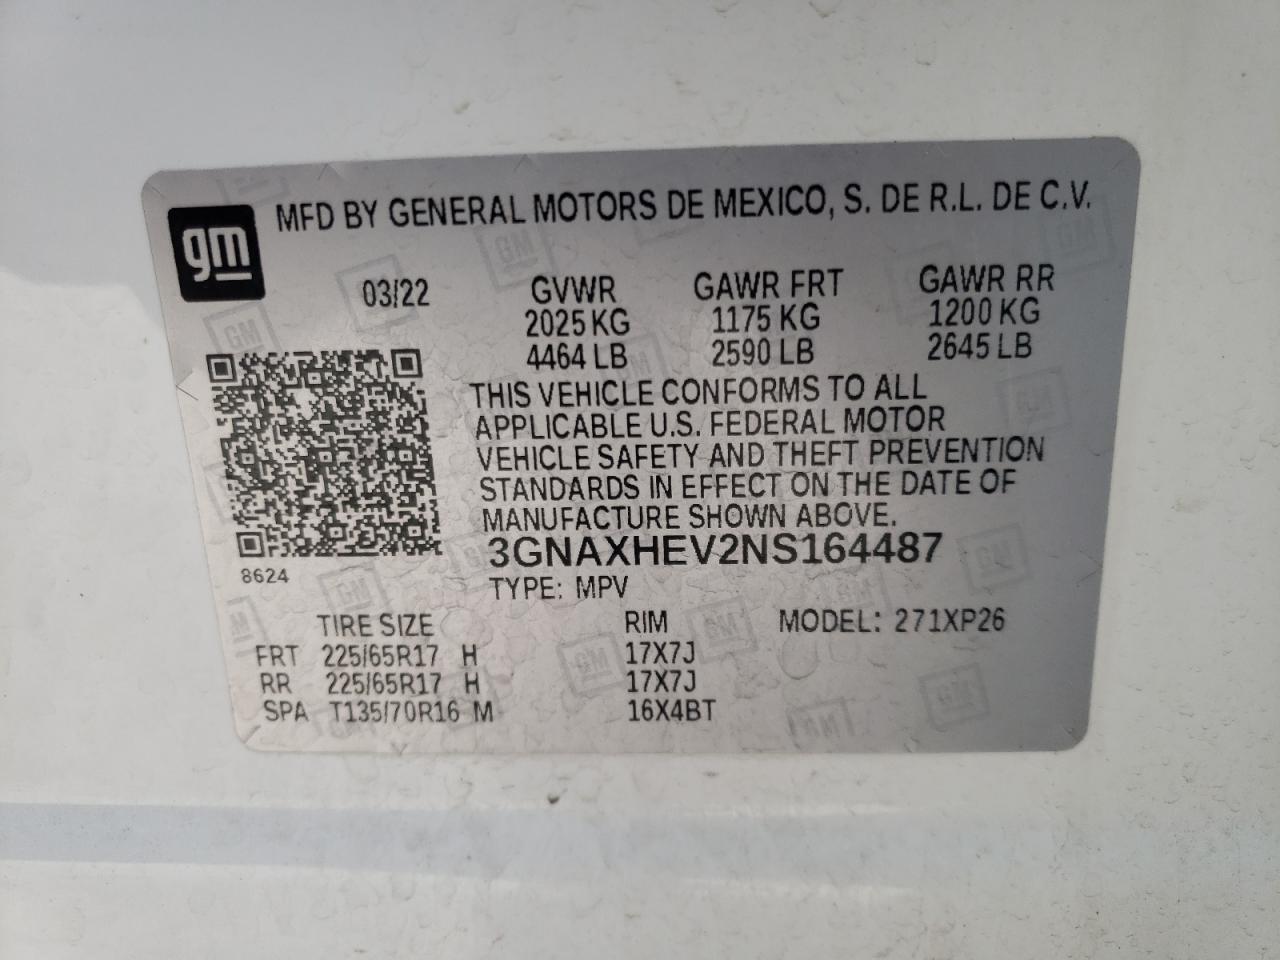 gm
MFD BY GENERAL MOTORS DE MEXICO, S. DE R.L. DE C.V.
03/22 GVWR GAWR FRT GAWR RR
2025 KG 1175 KG 1200 KG
4464 LB 2590 LB 2645 LB
THIS VEHICLE CONFORMS TO ALL
APPLICABLE U.S. FEDERAL MOTOR
VEHICLE SAFETY AND THEFT PREVENTION
STANDARDS IN EFFECT ON THE DATE OF
MANUFACTURE SHOWN ABOVE.
3GNAXHEV2NS164487
8624 TYPE: MPV
TIRE SIZE RIM MODEL: 271XP26
FRT 225/65R17 H 17X7J
RR 225/65R17 H 17X7J
SPA T135/70R16 M 16X4BT